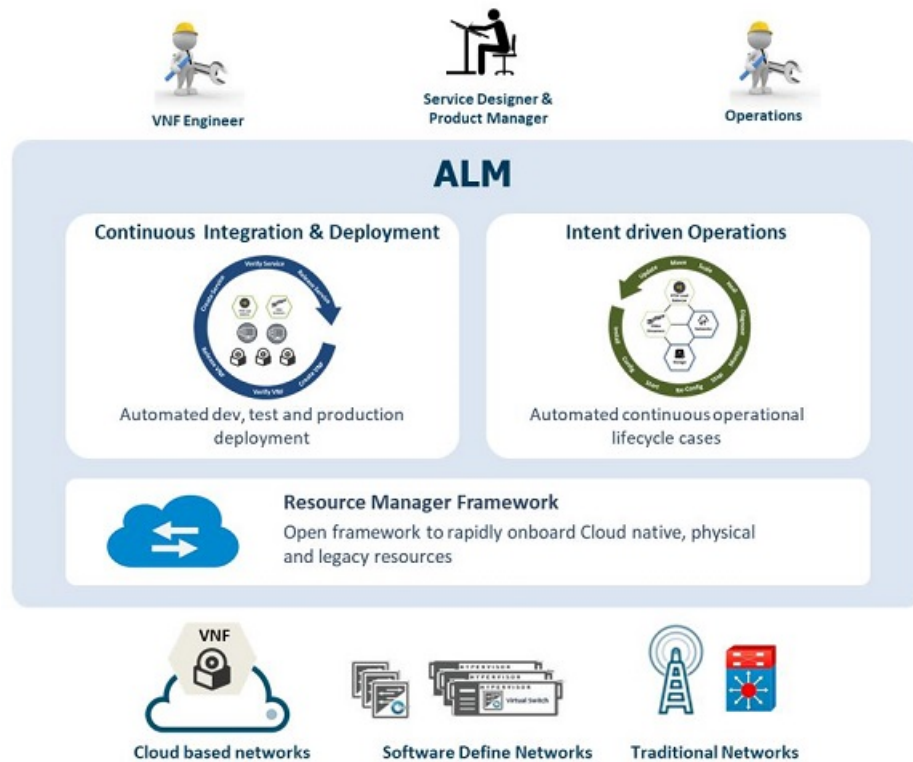 VNF Engineer
Service Designer &
Product Manager
Operations
ALM
Continuous Integration & Deployment
Verify Service
Release Service
Create Service
Release VNF
Verify VNF
Create VNF
Automated dev, test and production
deployment
Intent driven Operations
Update
Move
Scale
Heal
Diagnose
Monitor
Stop
Re-Config
Start
Config
Install
Automated continuous operational
lifecycle cases
Resource Manager Framework
Open framework to rapidly onboard Cloud native, physical
and legacy resources
VNF
Cloud based networks
HYPERVISOR
HYPERVISOR
HYPERVISOR
Virtual Switch
Software Define Networks
Traditional Networks